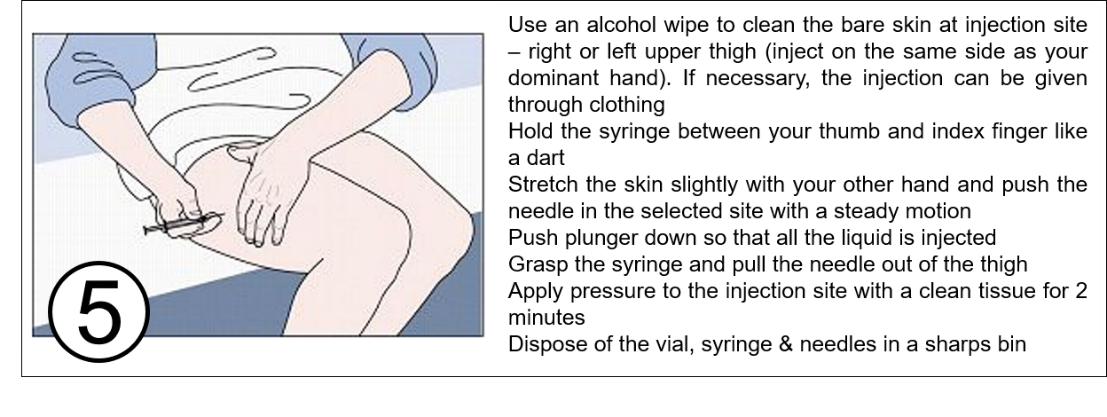 Use an alcohol wipe to clean the bare skin at injection site
– right or left upper thigh (inject on the same side as your
dominant hand). If necessary, the injection can be given
through clothing
Hold the syringe between your thumb and index finger like
a dart
Stretch the skin slightly with your other hand and push the
needle in the selected site with a steady motion
Push plunger down so that all the liquid is injected
Grasp the syringe and pull the needle out of the thigh
Apply pressure to the injection site with a clean tissue for 2
minutes
Dispose of the vial, syringe & needles in a sharps bin
5